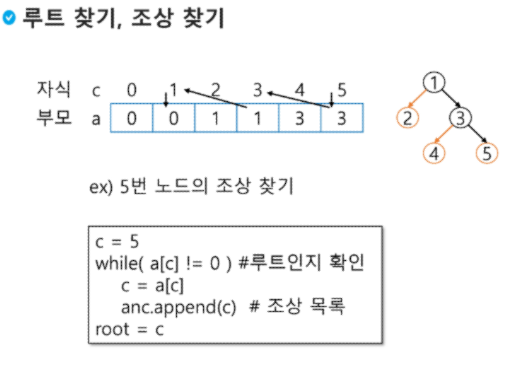 루트 찾기, 조상 찾기
자식 c 0 1 2 3 4 5
부모 a 0 0 1 1 3 3
1
2 3
4 5
ex) 5번 노드의 조상 찾기
c = 5
while( a[c] != 0 ) #루트인지 확인
c = a[c]
anc.append(c) # 조상 목록
root = c